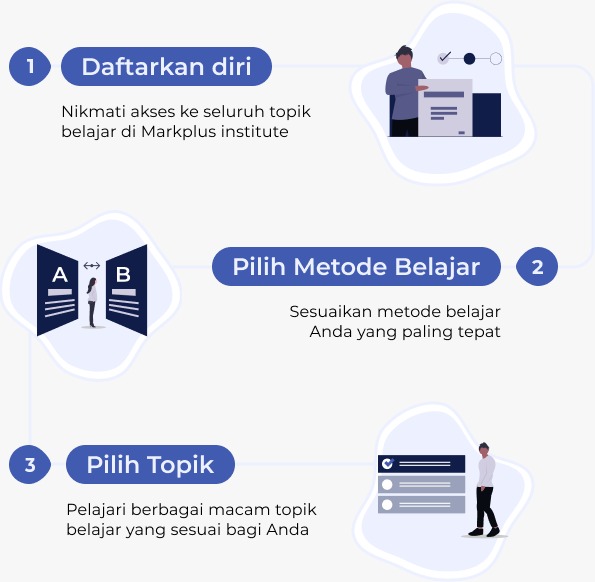 1
Daftarkan diri
Nikmati akses ke seluruh topik
belajar di Markplus institute
A
B
Pilih Metode Belajar
2
Sesuaikan metode belajar
Anda yang paling tepat
3
Pilih Topik
Pelajari berbagai macam topik
belajar yang sesuai bagi Anda